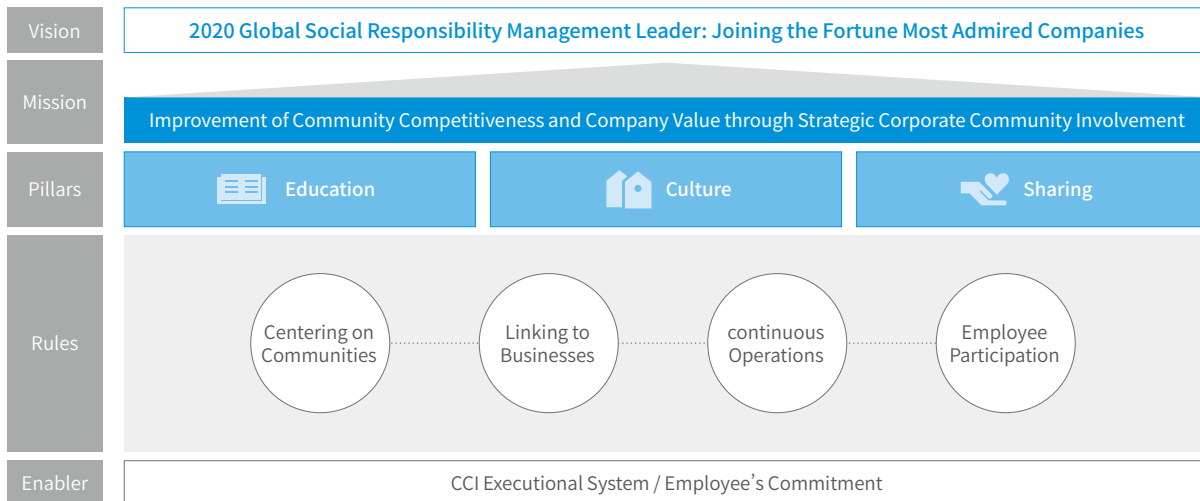 Vision
2020 Global Social Responsibility Management Leader: Joining the Fortune Most Admired Companies
Mission
Improvement of Community Competitiveness and Company Value through Strategic Corporate Community Involvement
Pillars
Education
Culture
Sharing
Rules
Centering on
Communities
Linking to
Businesses
continuous
Operations
Employee
Participation
Enabler
CCI Executional System / Employee’s Commitment